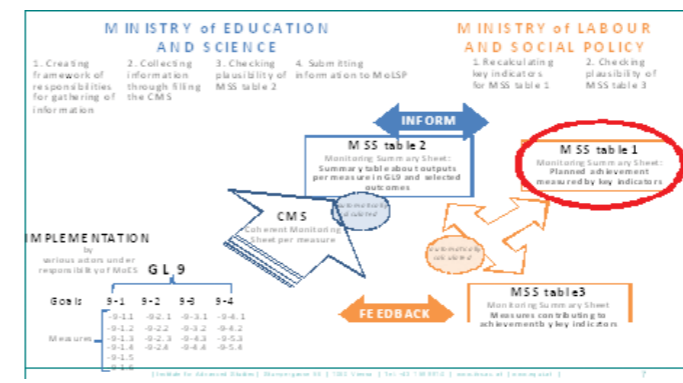 MINISTRY of EDUCATION
AND SCIENCE
1. Creating
framework of
responsibilities
for gathering of
information
2. Collecting
information
through filling
the CMS
3. Checking
plausibility of
MSS table 2
4. Submitting
information to MoLSP
MINISTRY of LABOUR
AND SOCIAL POLICY
1. Recalculating
key indicators
for MSS table 1
2. Checking
plausibility of
MSS table 3
INFORM
MSS table 2
Monitoring Summary Sheet:
Summary table about outputs
per measure in GL9 and selected
outcomes
MSS table 1
Monitoring Summary Sheet:
Planned achievement
measured by key indicators
automatically
calculated
CMS
Coherent Monitoring
Sheet per measure
automatically
calculated
IMPLEMENTATION
by
various actors under
responsibility of MoES
GL 9
Goals 9-1 9-2 9-3 9-4
Measures
-9-1.1 -9-2.1 -9-3.1 -9-4.1
-9-1.2 -9-2.2 -9-3.2 -9-4.2
-9-1.3 -9-2.3 -9-4.3 -9-5.3
-9-1.4 -9-2.4 -9-4.4 -9-5.4
-9-1.5
FEEDBACK
MSS table3
Monitoring Summary Sheet
Measures contributing to
achievement by key indicators
Institute for Advanced Studies
7